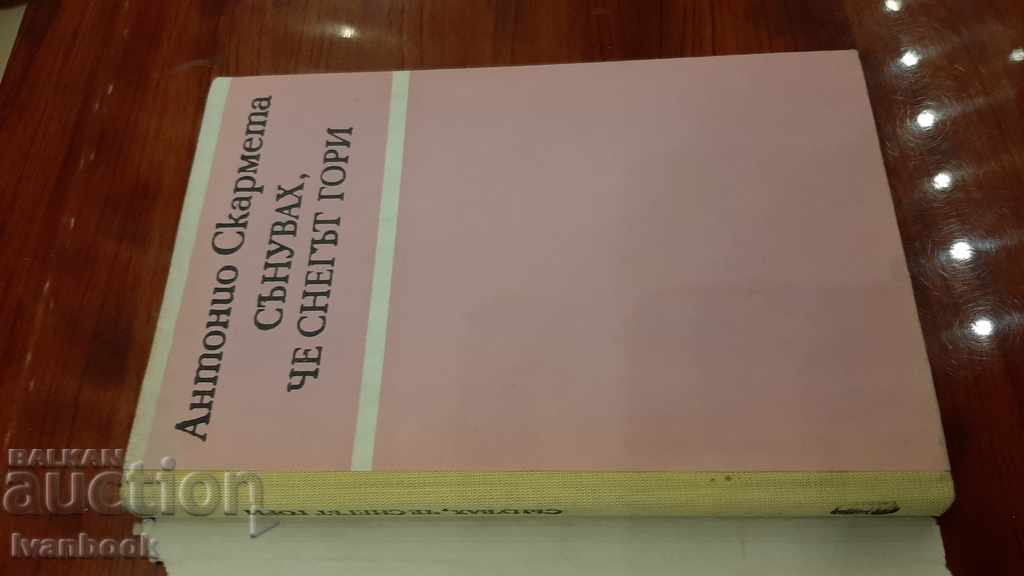 Антонио Скармета
СЪНУВАХ,
ЧЕ СНЕГЪТ ГОРИ
СЪНУВАХ, ЧЕ СНЕГЪТ ГОРИ
BALKAN
auction
Ivanbook